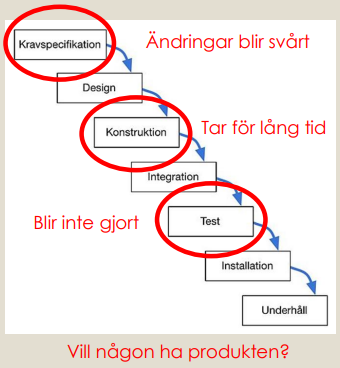 Kravspecifikation
Ändringar blir svårt
Design
Konstruktion
Tar för lång tid
Integration
Blir inte gjort
Test
Installation
Underhåll
Vill någon ha produkten?